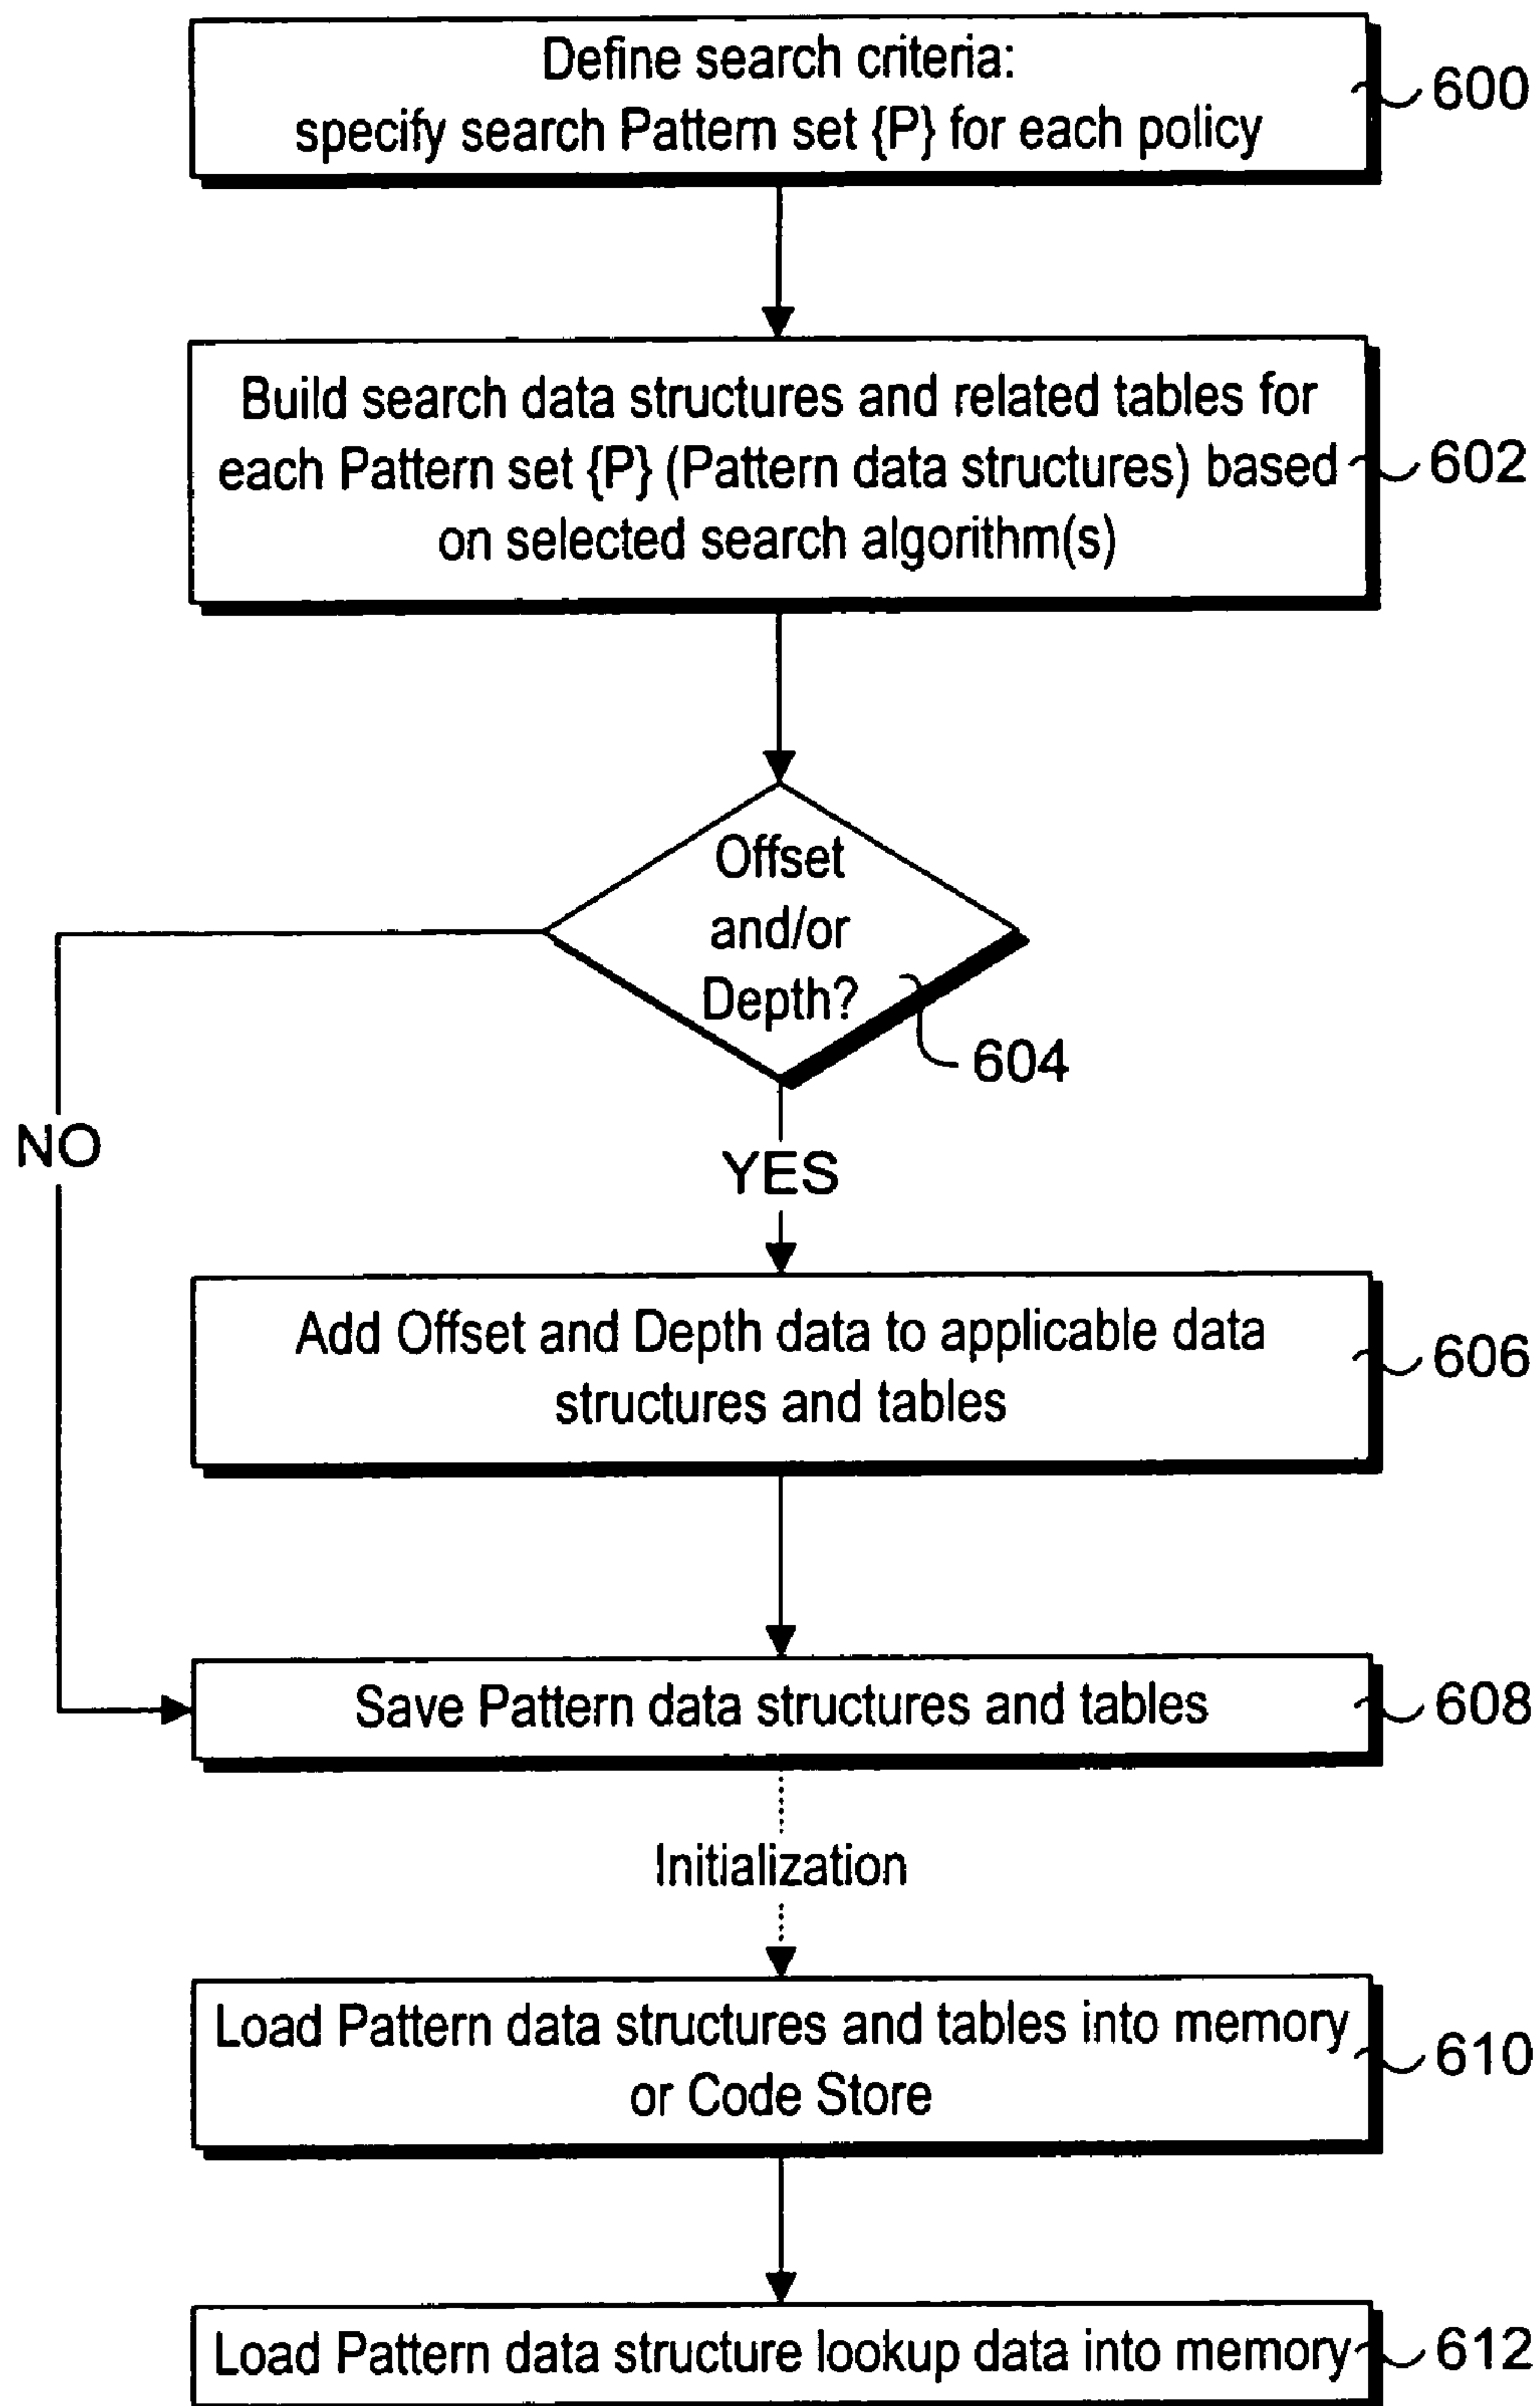 Define search criteria:
specify search Pattern set {P} for each policy
600
Build search data structures and related tables for
each Pattern set {P} (Pattern data structures) based
on selected search algorithm(s)
602
Offset
and/or
Depth?
604
NO
YES
Add Offset and Depth data to applicable data
structures and tables
606
Save Pattern data structures and tables
608
Initialization
Load Pattern data structures and tables into memory
or Code Store
610
Load Pattern data structure lookup data into memory
612